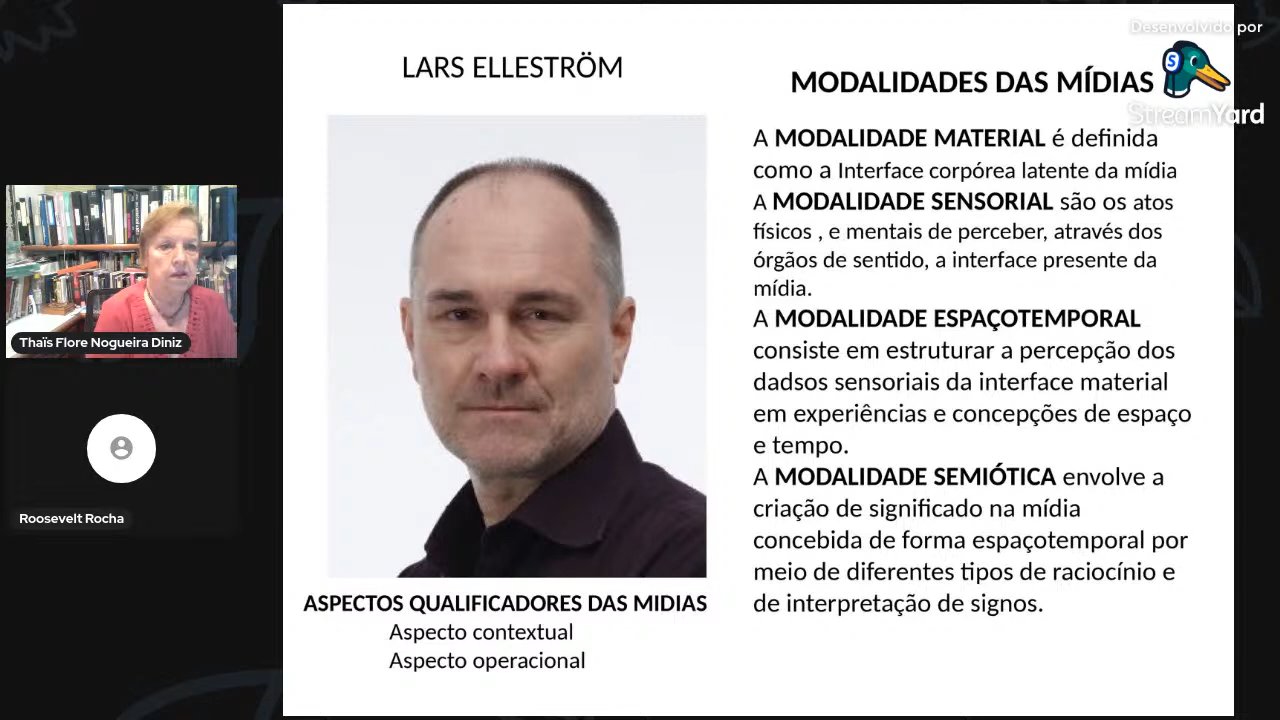 LARS ELLESTRÖM
MODALIDADES DAS MÍDIAS
Desenvolvido por
S
StreamYard
A MODALIDADE MATERIAL é definida
como a Interface corpórea latente da mídia
A MODALIDADE SENSORIAL são os atos
físicos , e mentais de perceber, através dos
órgãos de sentido, a interface presente da
mídia.
A MODALIDADE ESPAÇOTEMPORAL
consiste em estruturar a percepção dos
dadsos sensoriais da interface material
em experiências e concepções de espaço
e tempo.
A MODALIDADE SEMIÓTICA envolve a
criação de significado na mídia
concebida de forma espaçotemporal por
meio de diferentes tipos de raciocínio e
de interpretação de signos.
ASPECTOS QUALIFICADORES DAS MIDIAS
Aspecto contextual
Aspecto operacional
Thaïs Flore Nogueira Diniz
Roosevelt Rocha